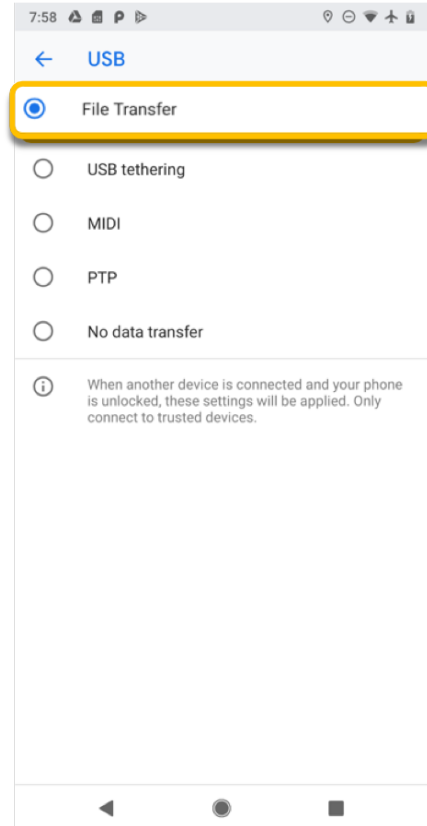 7:58
USB
File Transfer
USB tethering
MIDI
PTP
No data transfer
When another device is connected and your phone
is unlocked, these settings will be applied. Only
connect to trusted devices.